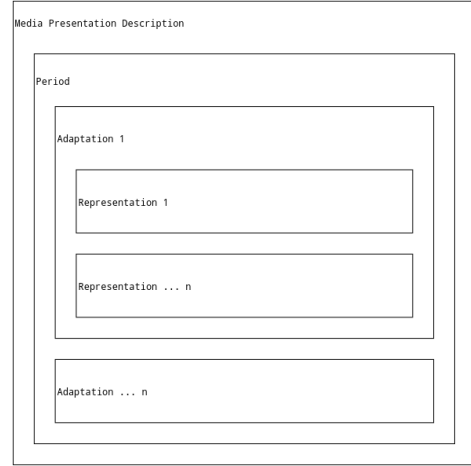 Media Presentation Description
Period
Adaptation 1
Representation 1
Representation ... n
Adaptation ... n